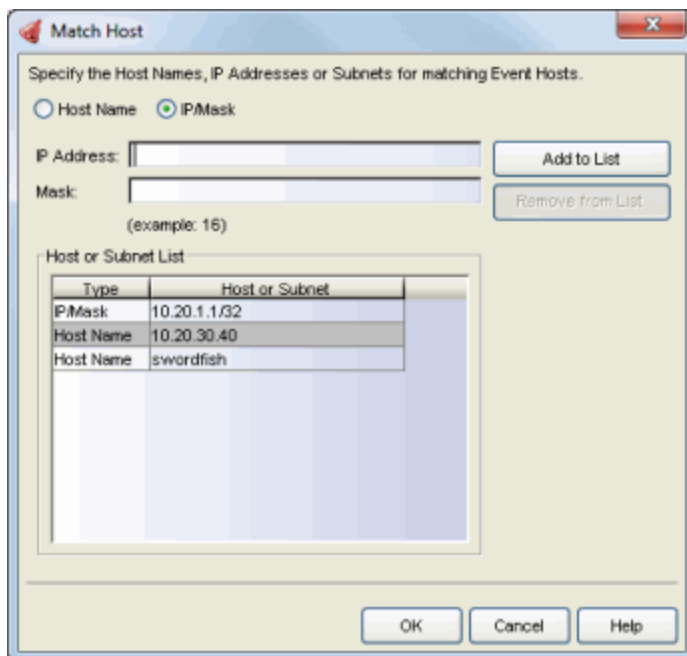 Match Host
Specify the Host Names, IP Addresses or Subnets for matching Event Hosts.
Host Name IP/Mask
IP Address: Add to List
Mask: Remove from List
(example: 16)
Host or Subnet List
Type Host or Subnet
IP/Mask 10.20.1.1/32
Host Name 10.20.30.40
Host Name swordfish
OK Cancel Help